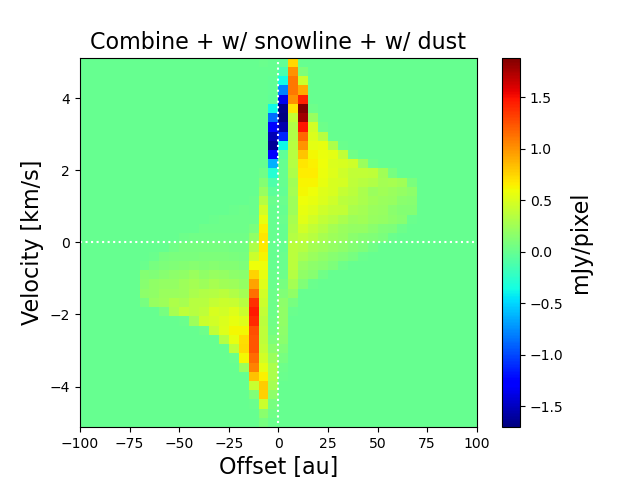 Combine + w/ snowline + w/ dust
4
2
0
−2
−4
Velocity [km/s]
−100 −75 −50 −25 0 25 50 75 100
Offset [au]
1.5
1.0
0.5
0.0
−0.5
−1.0
−1.5
mJy/pixel